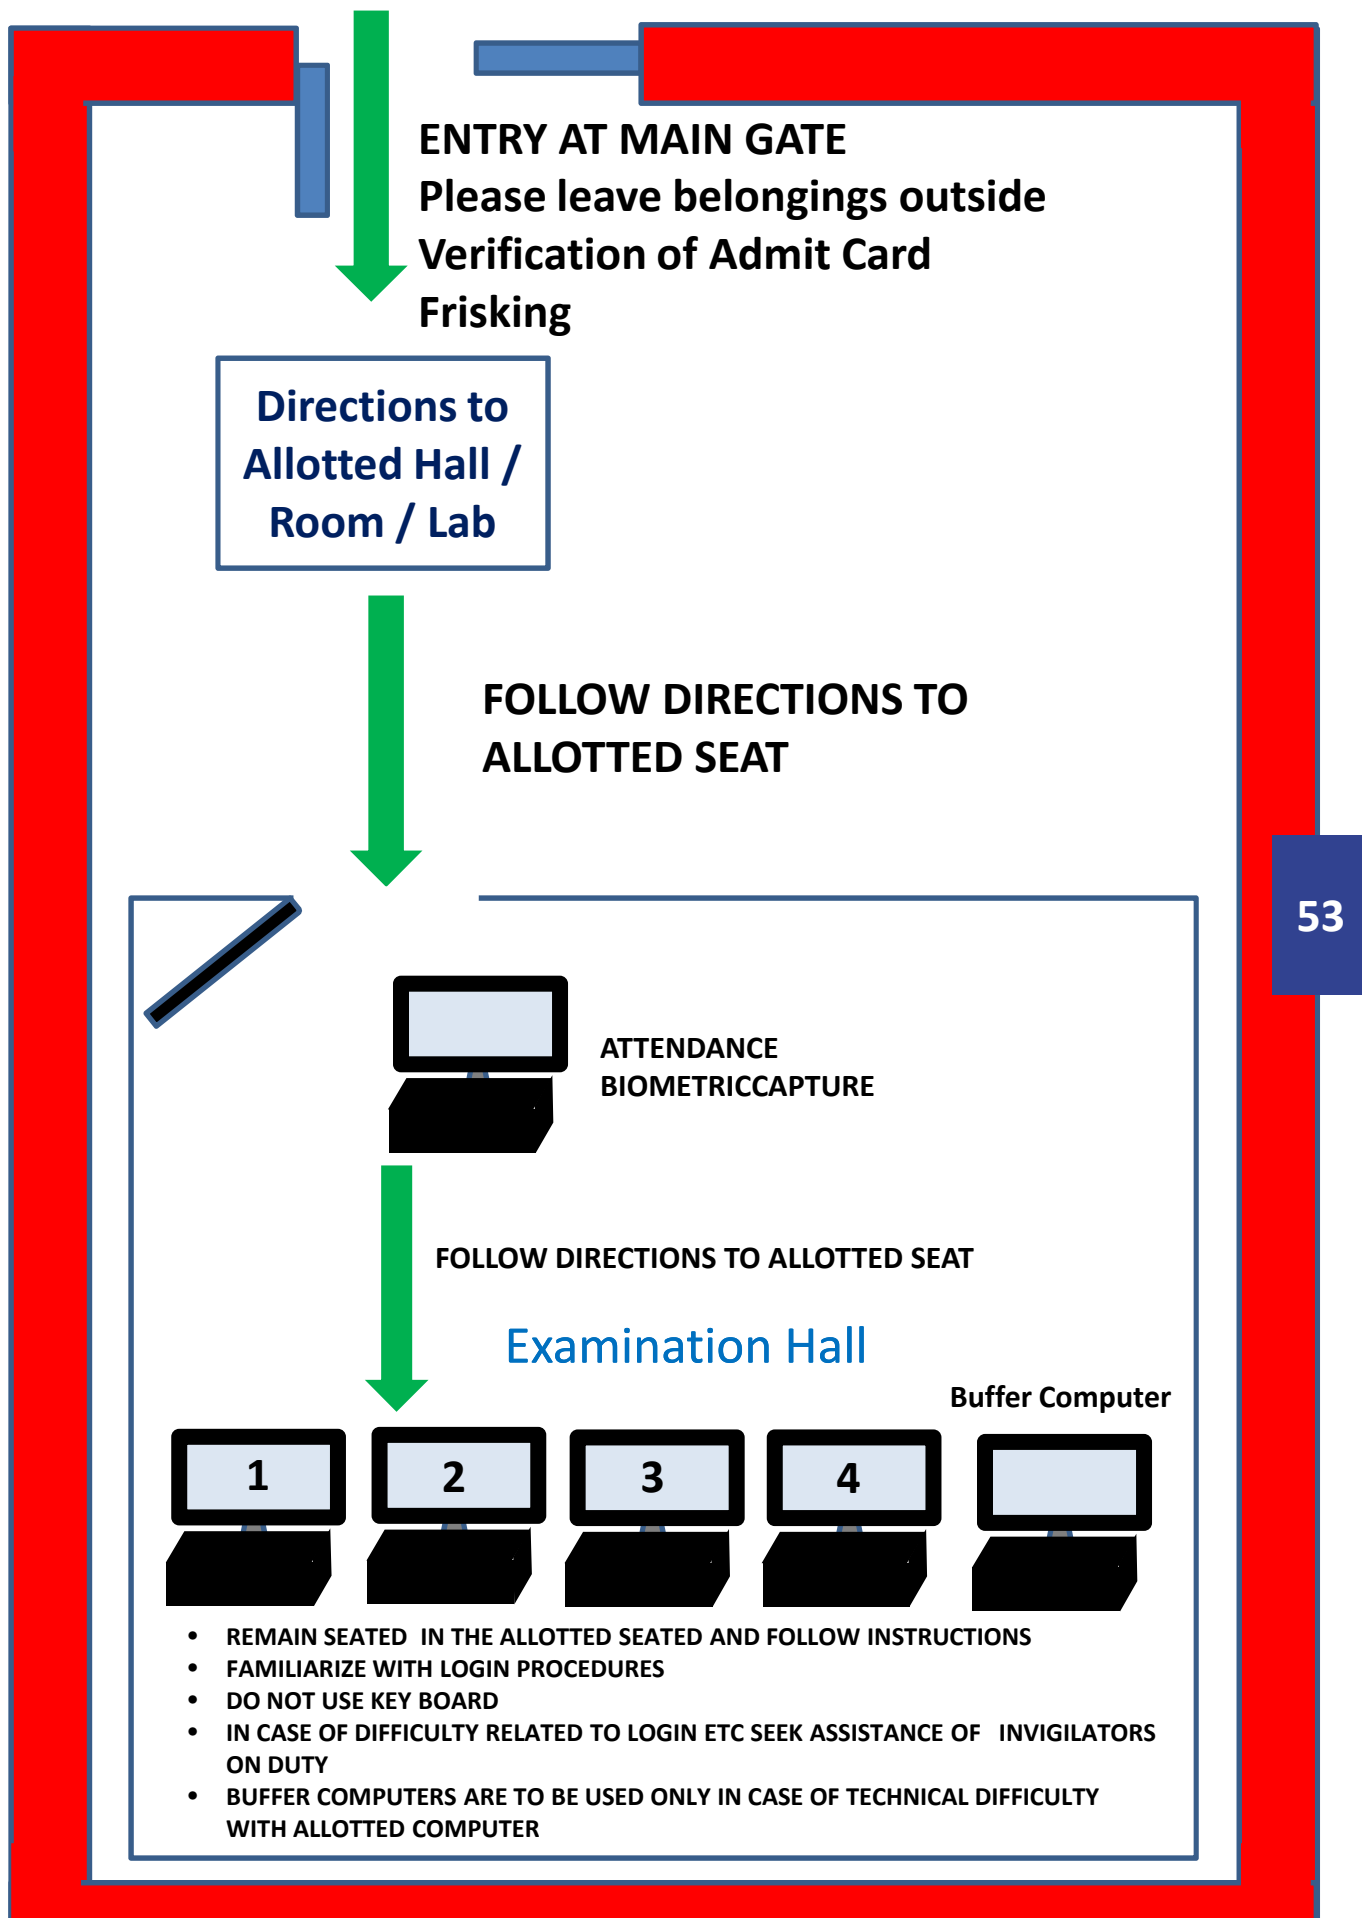 ENTRY AT MAIN GATE
Please leave belongings outside
Verification of Admit Card
Frisking
Directions to
Allotted Hall /
Room / Lab
FOLLOW DIRECTIONS TO
ALLOTTED SEAT
53
ATTENDANCE
BIOMETRICCAPTURE
FOLLOW DIRECTIONS TO ALLOTTED SEAT
Examination Hall
Buffer Computer
1 2 3 4
• REMAIN SEATED IN THE ALLOTTED SEATED AND FOLLOW INSTRUCTIONS
• FAMILIARIZE WITH LOGIN PROCEDURES
• DO NOT USE KEY BOARD
• IN CASE OF DIFFICULTY RELATED TO LOGIN ETC SEEK ASSISTANCE OF INVIGILATORS
ON DUTY
• BUFFER COMPUTERS ARE TO BE USED ONLY IN CASE OF TECHNICAL DIFFICULTY
WITH ALLOTTED COMPUTER